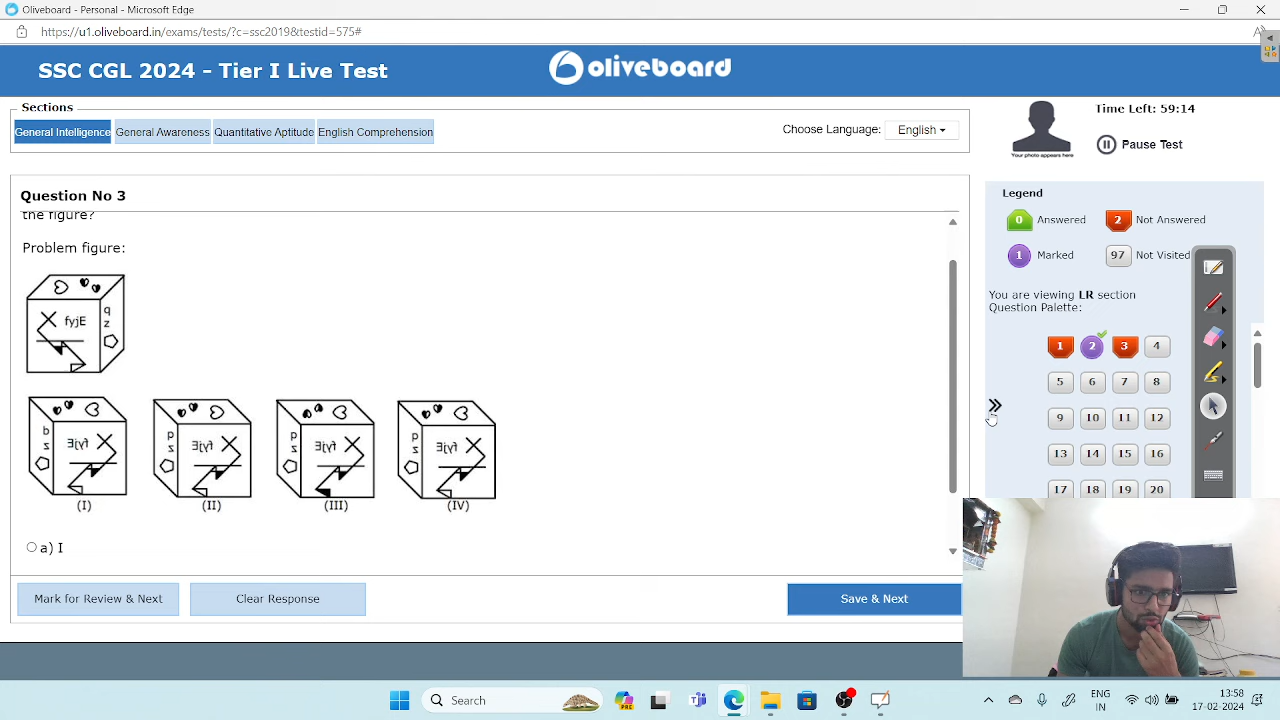 Oliveboard - Personal - Microsoft Edge
https://u1.oliveboard.in/exams/tests/?c=ssc2019&testid=575#
SSC CGL 2024 - Tier I Live Test
oliveboard
Sections
General Intelligence General Awareness Quantitative Aptitude English Comprehension
Choose Language: English
Your photo appears here
Time Left: 59:14
Pause Test
Question No 3
the figure?
Problem figure:
fyjE
q
z
(I) (II) (III) (IV)
a) I
Mark for Review & Next Clear Response Save & Next
Legend
0 Answered 2 Not Answered
1 Marked 97 Not Visited
You are viewing LR section
Question Palette:
1 2 3 4
5 6 7 8
9 10 11 12
13 14 15 16
17 18 19 20
Search
PRE
ENG
IN
13:58
17-02-2024